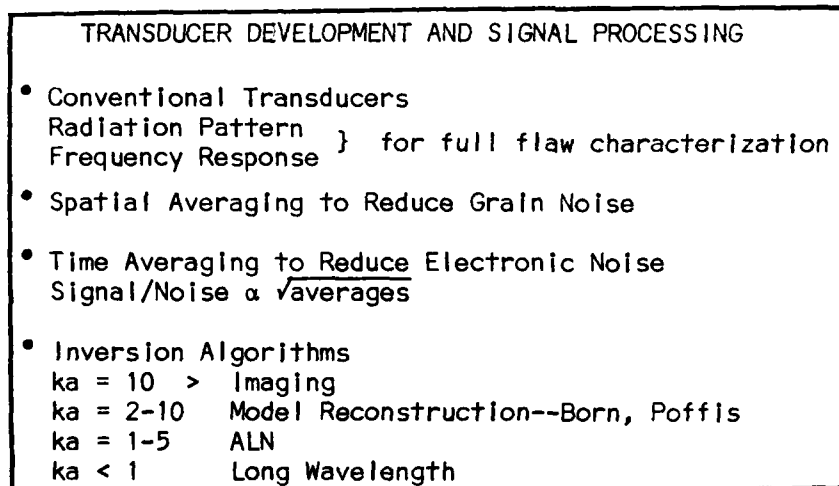 TRANSDUCER DEVELOPMENT AND SIGNAL PROCESSING
• Conventional Transducers
Radiation Pattern
Frequency Response } for full flaw characterization
• Spatial Averaging to Reduce Grain Noise
• Time Averaging to Reduce Electronic Noise
Signal/Noise α √averages
• Inversion Algorithms
ka = 10 > Imaging
ka = 2-10 Model Reconstruction--Born, Poffis
ka = 1-5 ALN
ka < 1 Long Wavelength